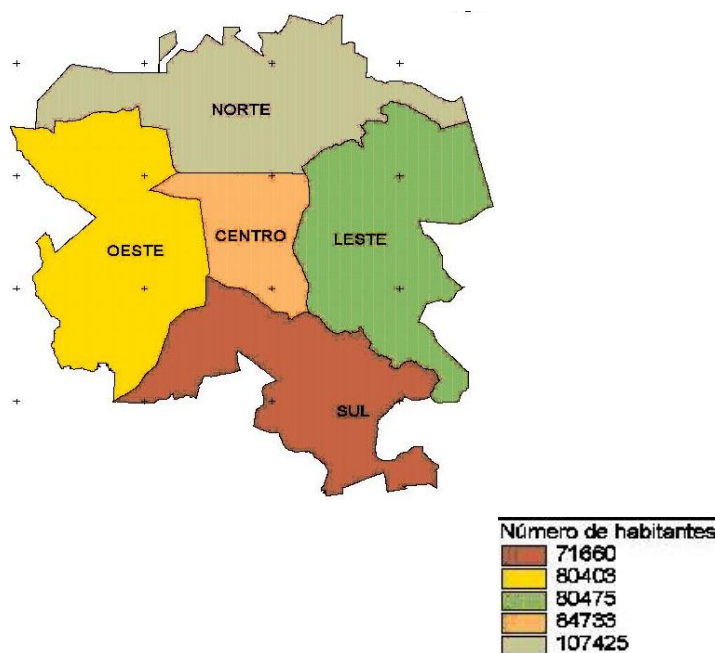 NORTE
CENTRO
LESTE
OESTE
SUL
Número de habitantes
71660
80403
80475
84733
107425